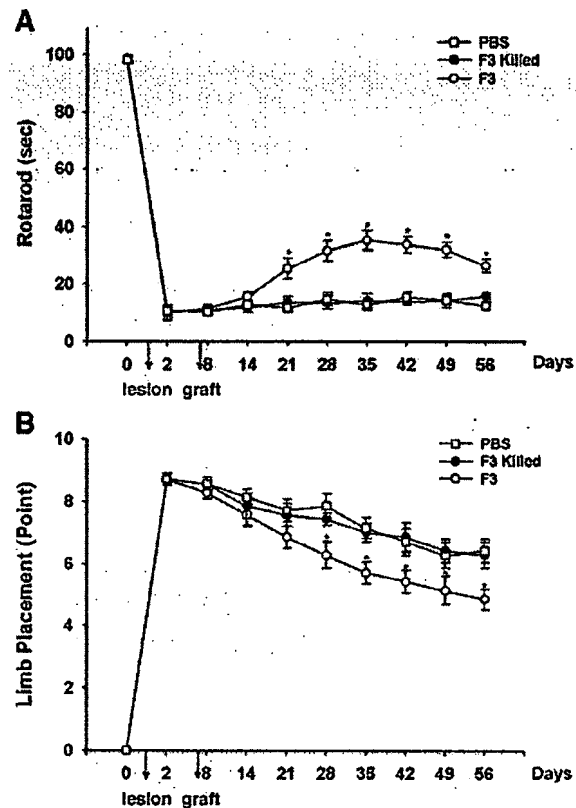 A
PBS
F3 Killed
F3
100
80
60
40
20
0
Rotarod (sec)
* * * * * *
0 2 8 14 21 28 35 42 49 56 Days
lesion graft
B
PBS
F3 Killed
F3
10
8
6
4
2
0
Limb Placement (Point)
* * * * *
0 2 8 14 21 28 35 42 49 56 Days
lesion graft